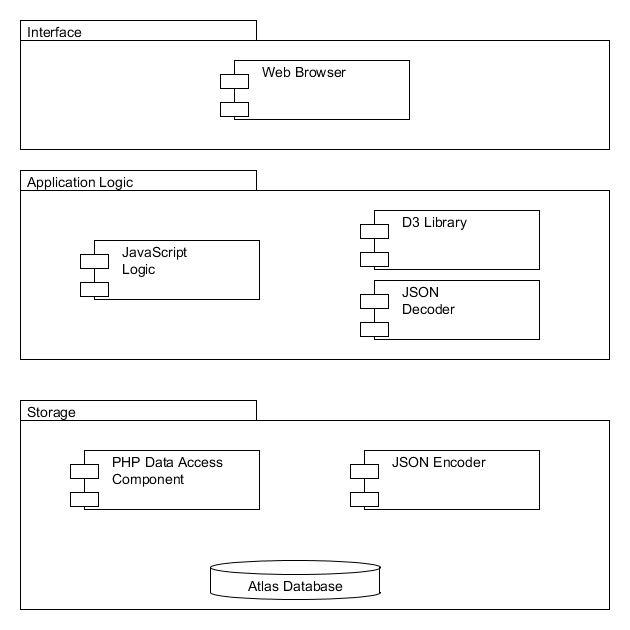 Interface
Web Browser
Application Logic
D3 Library
JavaScript
Logic
JSON
Decoder
Storage
PHP Data Access
Component
JSON Encoder
Atlas Database